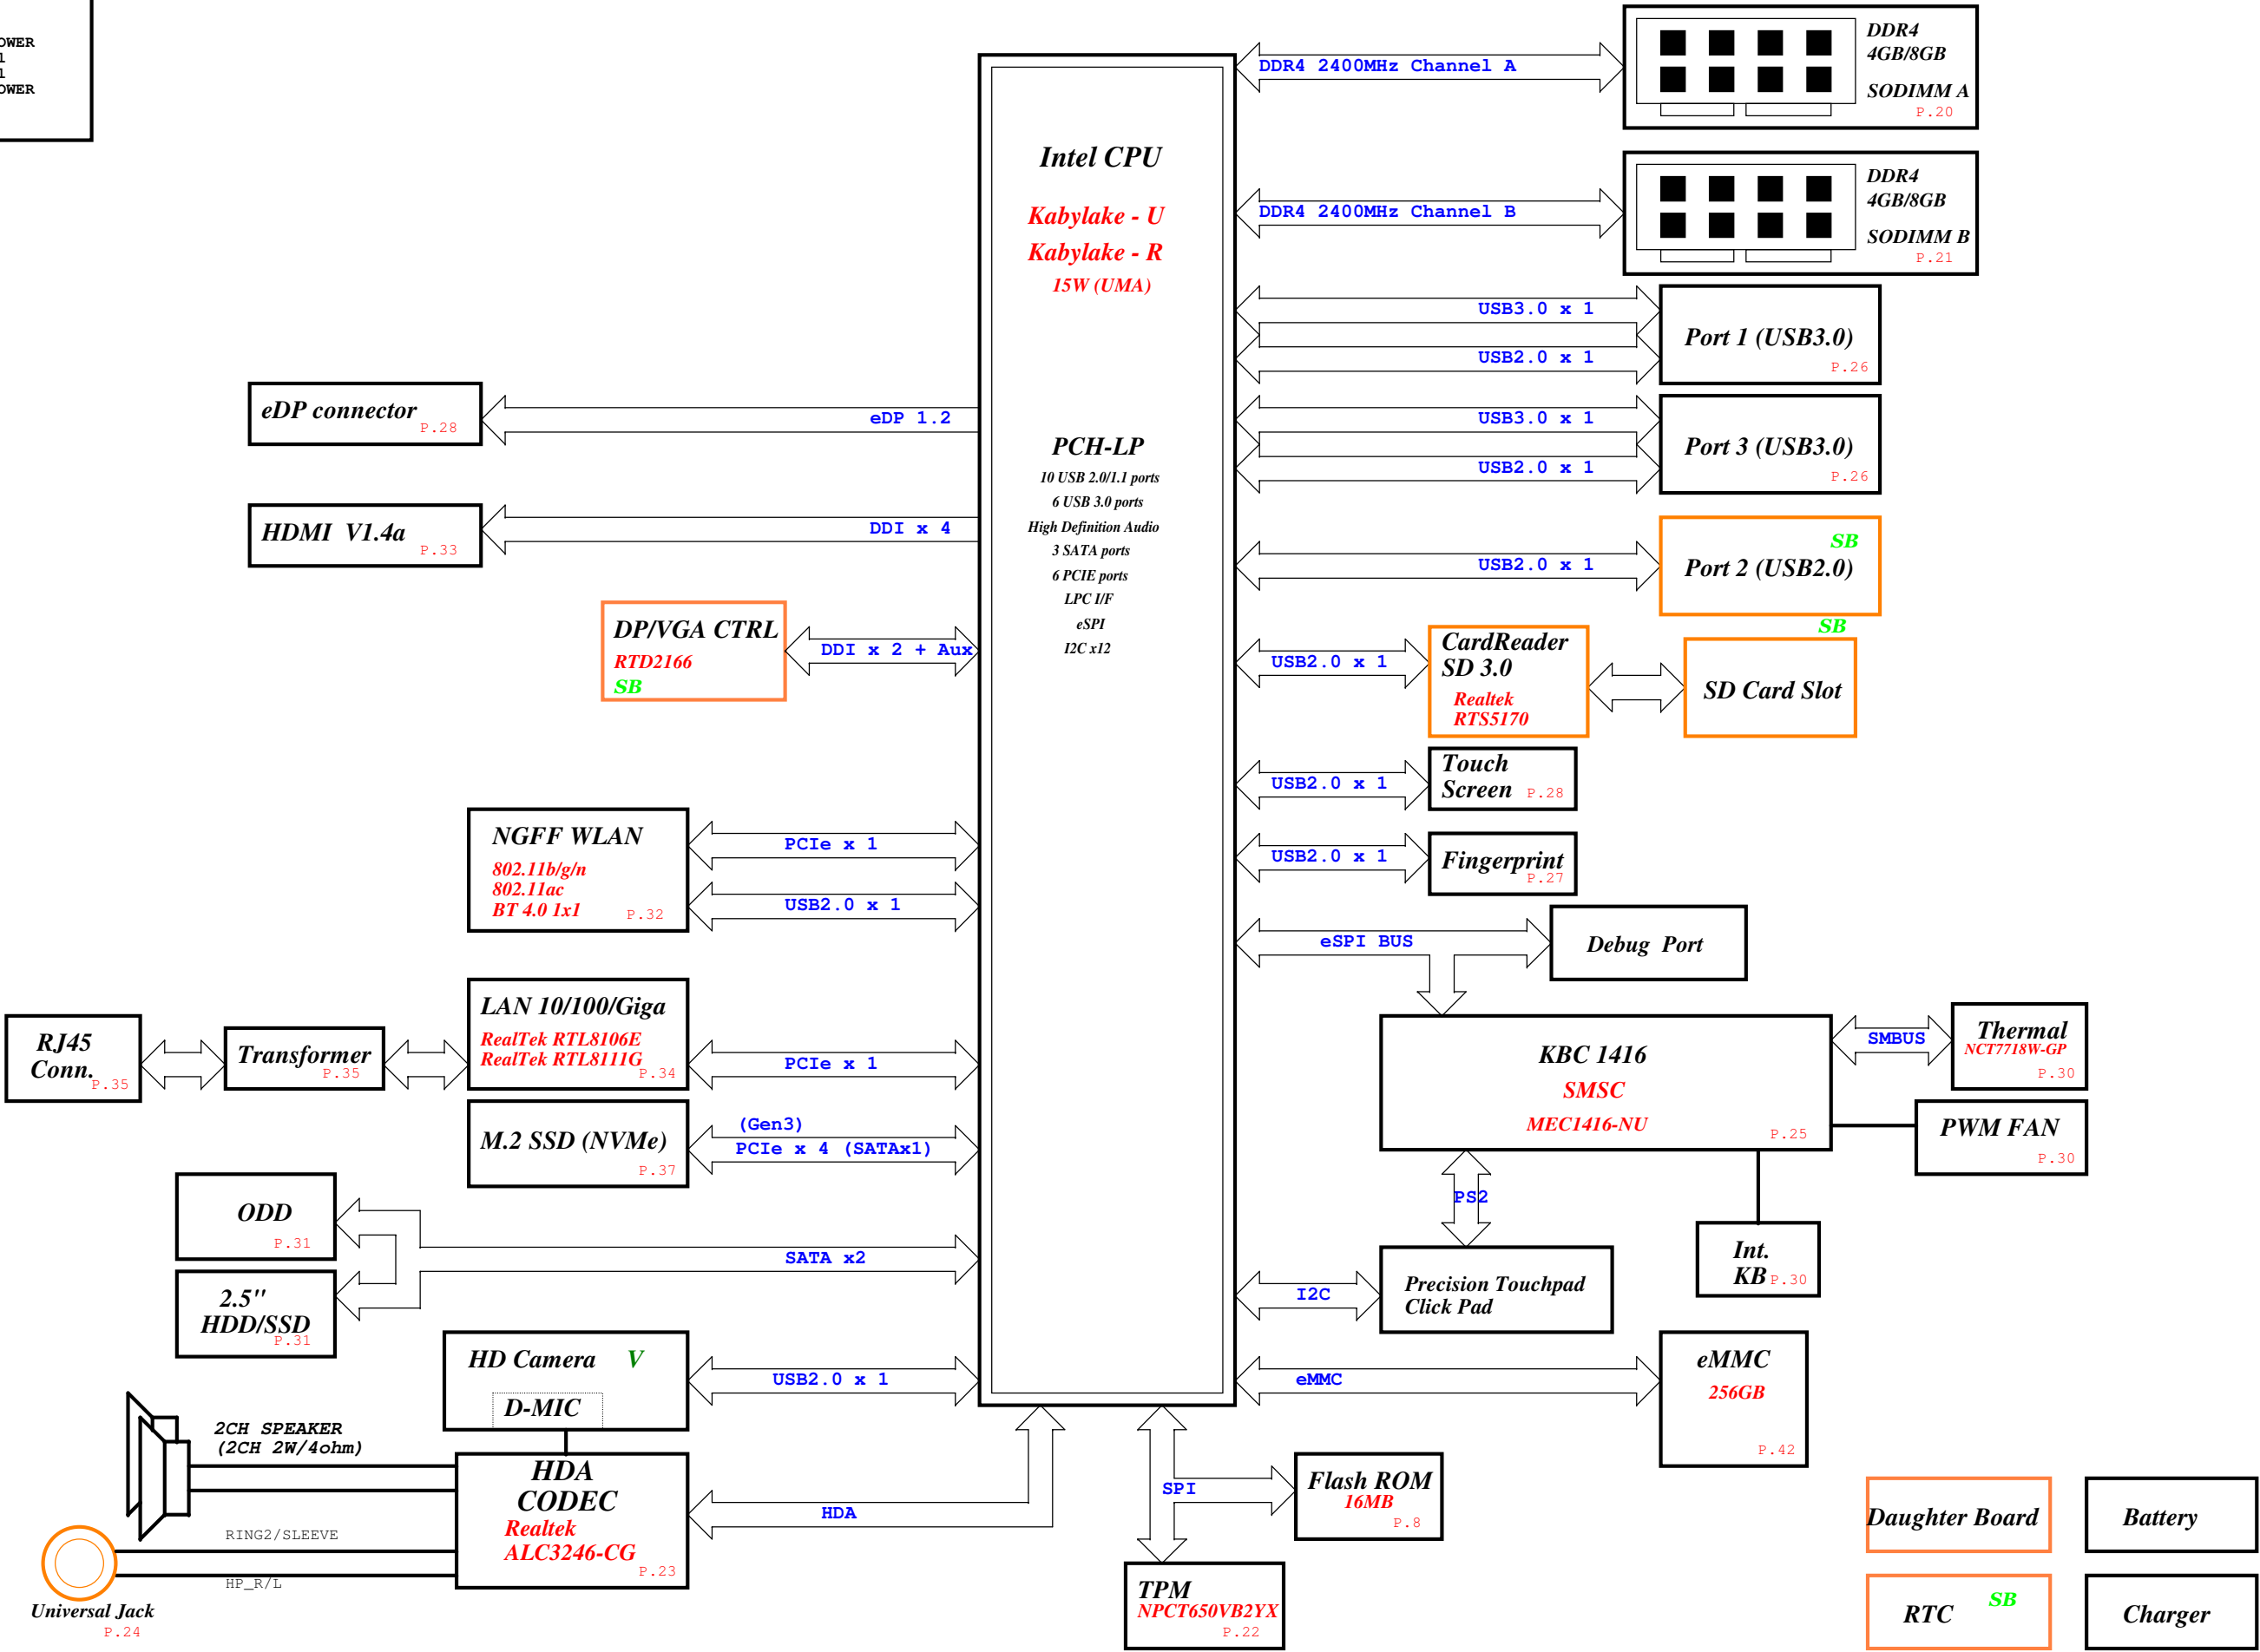 DDR4 2400MHz Channel A
DDR4
4GB/8GB
SODIMM A
P.20
Intel CPU
Kabylake - U
Kabylake - R
15W (UMA)
DDR4 2400MHz Channel B
DDR4
4GB/8GB
SODIMM B
P.21
USB3.0 x 1
USB2.0 x 1
Port 1 (USB3.0)
P.26
eDP connector
P.28
eDP 1.2
USB3.0 x 1
USB2.0 x 1
Port 3 (USB3.0)
P.26
PCH-LP
10 USB 2.0/1.1 ports
6 USB 3.0 ports
High Definition Audio
3 SATA ports
6 PCIE ports
LPC I/F
eSPI
I2C x12
HDMI V1.4a
P.33
DDI x 4
USB2.0 x 1
SB
Port 2 (USB2.0)
DP/VGA CTRL
RTD2166
SB
DDI x 2 + Aux
USB2.0 x 1
CardReader
SD 3.0
Realtek
RTS5170
SB
SD Card Slot
USB2.0 x 1
Touch
Screen P.28
NGFF WLAN
802.11b/g/n
802.11ac
BT 4.0 1x1
P.32
PCIe x 1
USB2.0 x 1
USB2.0 x 1
Fingerprint
P.27
eSPI BUS
Debug Port
RJ45
Conn.
P.35
Transformer
P.35
LAN 10/100/Giga
RealTek RTL8106E
RealTek RTL8111G
P.34
PCIe x 1
KBC 1416
SMSC
MEC1416-NU
P.25
SMBUS
Thermal
NCT7718W-GP
P.30
PWM FAN
P.30
M.2 SSD (NVMe)
P.37
(Gen3)
PCIe x 4 (SATAx1)
PS2
Int.
KB P.30
ODD
P.31
2.5"
HDD/SSD
P.31
SATA x2
I2C
Precision Touchpad
Click Pad
HD Camera V
D-MIC
USB2.0 x 1
eMMC
eMMC
256GB
P.42
2CH SPEAKER
(2CH 2W/4ohm)
HDA
CODEC
Realtek
ALC3246-CG
P.23
HDA
SPI
Flash ROM
16MB
P.8
RING2/SLEEVE
HP_R/L
Universal Jack
P.24
TPM
NPCT650VB2YX
P.22
Daughter Board
Battery
RTC SB
Charger